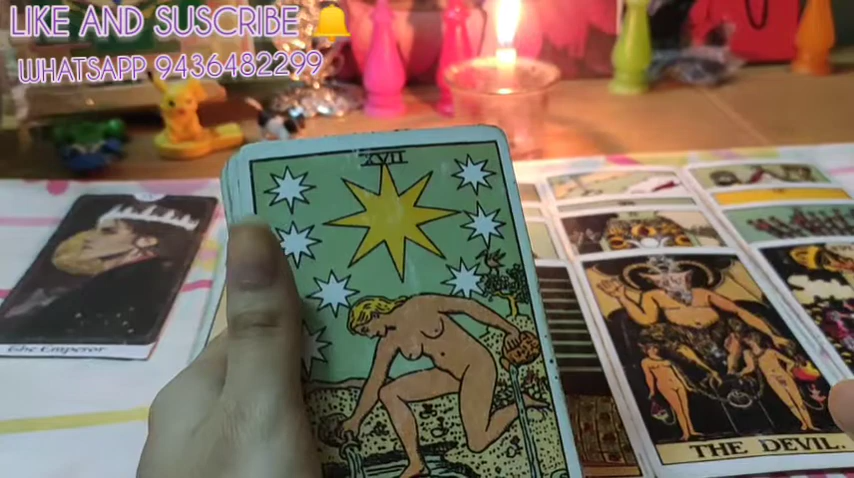 LIKE AND SUSCRIBE 🔔
WHATSAPP 9436482299
XVII
The Emperor
THE DEVIL.